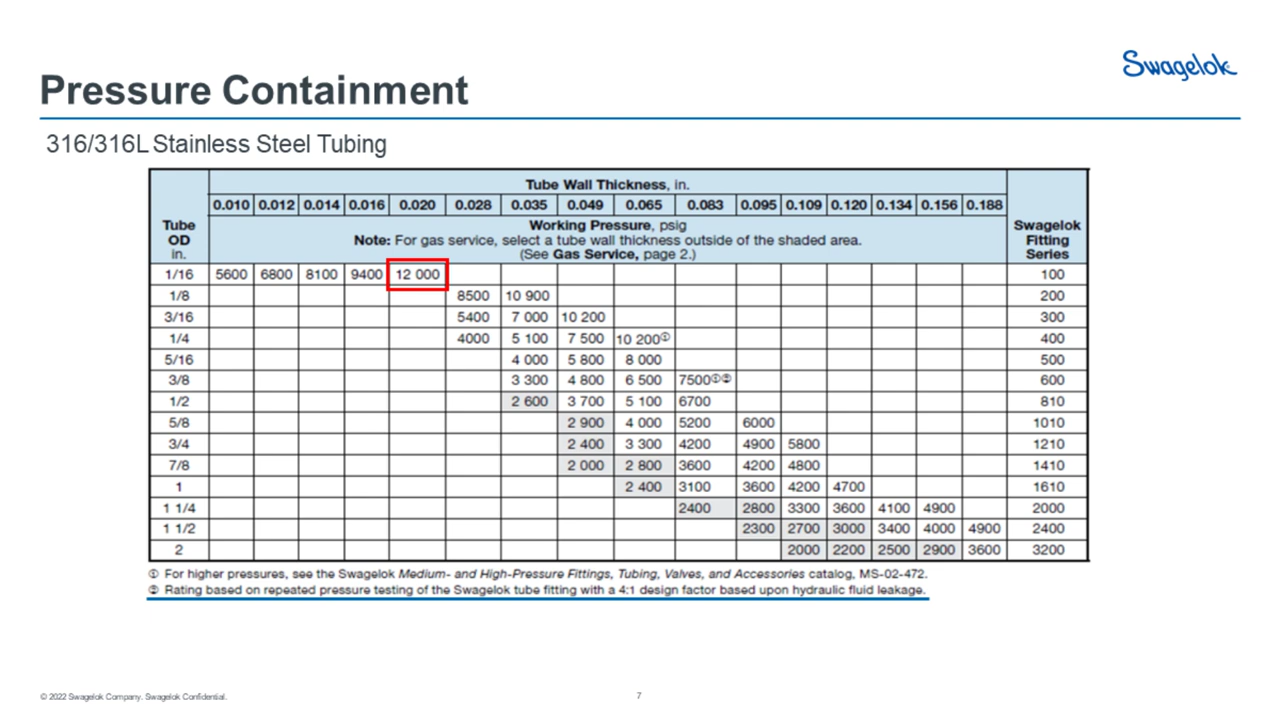 Swagelok
Pressure Containment
316/316L Stainless Steel Tubing
Tube OD in.
Tube Wall Thickness, in.
Swagelok Fitting Series
0.010 0.012 0.014 0.016 0.020 0.028 0.035 0.049 0.065 0.083 0.095 0.109 0.120 0.134 0.156 0.188
Working Pressure, psig
Note: For gas service, select a tube wall thickness outside of the shaded area.
(See Gas Service, page 2.)
1/16 5600 6800 8100 9400 12 000 100
1/8 8500 10 900 200
3/16 5400 7 000 10 200 300
1/4 4000 5 100 7 500 10 200① 400
5/16 4 000 5 800 8 000 500
3/8 3 300 4 800 6 500 7500①② 600
1/2 2 600 3 700 5 100 6700 810
5/8 2 900 4 000 5200 6000 1010
3/4 2 400 3 300 4200 4900 5800 1210
7/8 2 000 2 800 3600 4200 4800 1410
1 2 400 3100 3600 4200 4700 1610
1 1/4 2400 2800 3300 3600 4100 4900 2000
1 1/2 2300 2700 3000 3400 4000 4900 2400
2 2000 2200 2500 2900 3600 3200
① For higher pressures, see the Swagelok Medium- and High-Pressure Fittings, Tubing, Valves, and Accessories catalog, MS-02-472.
② Rating based on repeated pressure testing of the Swagelok tube fitting with a 4:1 design factor based upon hydraulic fluid leakage.
© 2022 Swagelok Company. Swagelok Confidential.
7